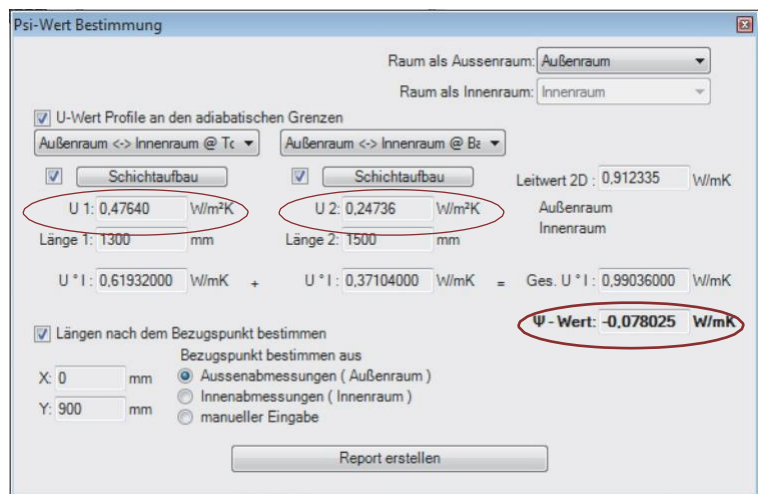 Psi-Wert Bestimmung
Raum als Aussenraum: Außenraum
Raum als Innenraum: Innenraum
U-Wert Profile an den adiabatischen Grenzen
Außenraum <-> Innenraum @ Tc Außenraum <-> Innenraum @ Ba
Schichtaufbau Schichtaufbau Leitwert 2D : 0,912335 W/mK
U 1: 0,47640 W/m²K U 2: 0,24736 W/m²K Außenraum
Innenraum
Länge 1: 1300 mm Länge 2: 1500 mm
U * l : 0,61932000 W/mK + U * l : 0,37104000 W/mK = Ges. U * l : 0,99036000 W/mK
Ψ - Wert: -0,078025 W/mK
Längen nach dem Bezugspunkt bestimmen
Bezugspunkt bestimmen aus
X: 0 mm Aussenabmessungen ( Außenraum )
Innenabmessungen ( Innenraum )
Y: 900 mm manueller Eingabe
Report erstellen